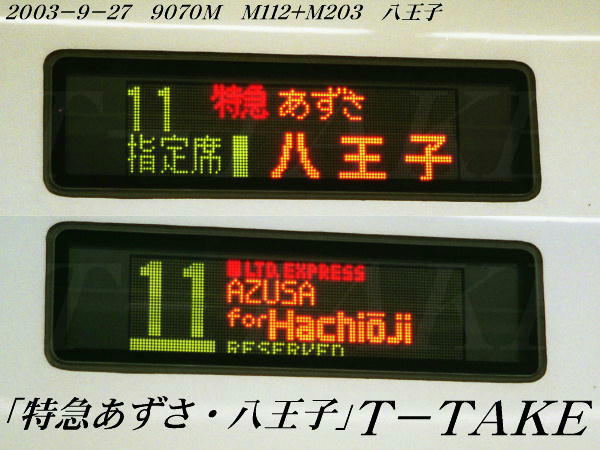 2003-9-27 9070M M112+M203 八王子
11 特急 あずさ
指定席 八王子
11 LTD. EXPRESS
AZUSA
for Hachiōji
RESERVED
「特急あずさ・八王子」T-TAKE